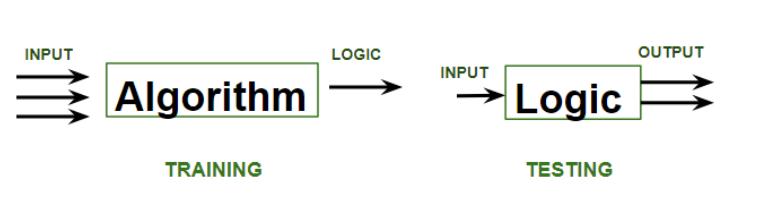 INPUT
Algorithm
LOGIC
TRAINING
INPUT
Logic
OUTPUT
TESTING